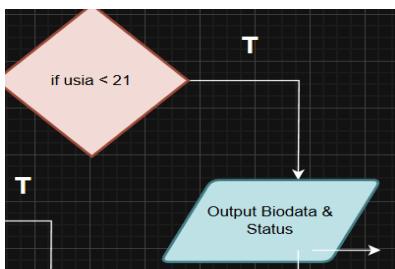 T
if usia < 21
T
Output Biodata &
Status